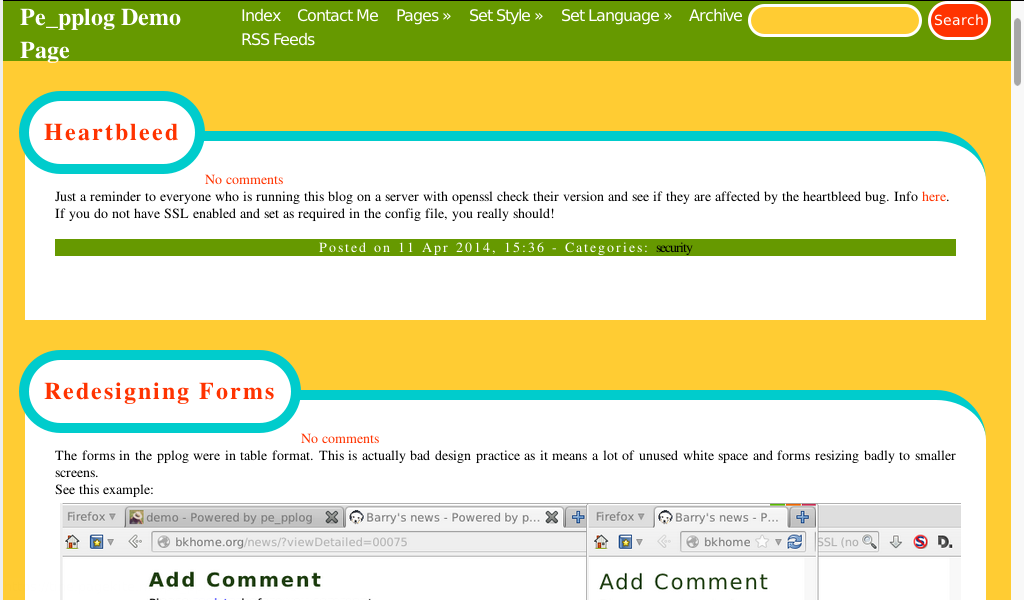 Pe_pplog Demo Page
Index Contact Me Pages » Set Style » Set Language » Archive
RSS Feeds
Search
Heartbleed
No comments
Just a reminder to everyone who is running this blog on a server with openssl check their version and see if they are affected by the heartbleed bug. Info here.
If you do not have SSL enabled and set as required in the config file, you really should!
Posted on 11 Apr 2014, 15:36 - Categories: security
Redesigning Forms
No comments
The forms in the pplog were in table format. This is actually bad design practice as it means a lot of unused white space and forms resizing badly to smaller
screens.
See this example:
Firefox demo - Powered by pe_pplog Barry's news - Powered by p... Firefox Barry's news - P...
bkhome.org/news/?viewDetailed=00075 bkhome SSL (no D.
Add Comment Add Comment